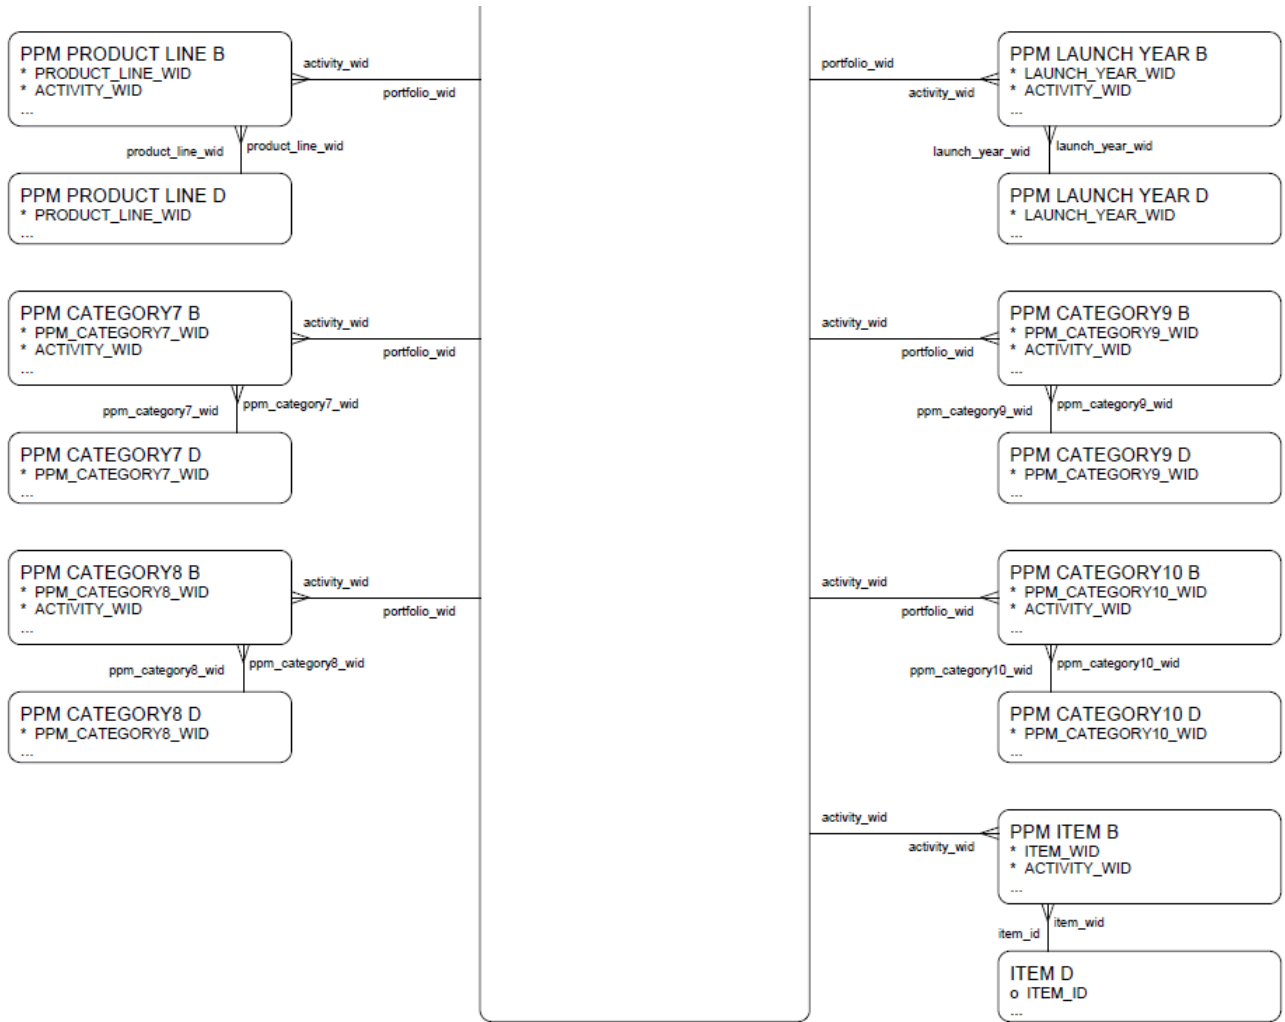 PPM PRODUCT LINE B
* PRODUCT_LINE_WID
* ACTIVITY_WID
...
activity_wid
portfolio_wid
product_line_wid
product_line_wid
PPM PRODUCT LINE D
* PRODUCT_LINE_WID
...
PPM CATEGORY7 B
* PPM_CATEGORY7_WID
* ACTIVITY_WID
...
activity_wid
portfolio_wid
ppm_category7_wid
ppm_category7_wid
PPM CATEGORY7 D
* PPM_CATEGORY7_WID
...
PPM CATEGORY8 B
* PPM_CATEGORY8_WID
* ACTIVITY_WID
...
activity_wid
portfolio_wid
ppm_category8_wid
ppm_category8_wid
PPM CATEGORY8 D
* PPM_CATEGORY8_WID
...
portfolio_wid
activity_wid
PPM LAUNCH YEAR B
* LAUNCH_YEAR_WID
* ACTIVITY_WID
...
launch_year_wid
launch_year_wid
PPM LAUNCH YEAR D
* LAUNCH_YEAR_WID
...
activity_wid
portfolio_wid
PPM CATEGORY9 B
* PPM_CATEGORY9_WID
* ACTIVITY_WID
...
ppm_category9_wid
ppm_category9_wid
PPM CATEGORY9 D
* PPM_CATEGORY9_WID
...
activity_wid
portfolio_wid
PPM CATEGORY10 B
* PPM_CATEGORY10_WID
* ACTIVITY_WID
...
ppm_category10_wid
ppm_category10_wid
PPM CATEGORY10 D
* PPM_CATEGORY10_WID
...
activity_wid
activity_wid
PPM ITEM B
* ITEM_WID
* ACTIVITY_WID
...
item_wid
item_id
ITEM D
o ITEM_ID
...